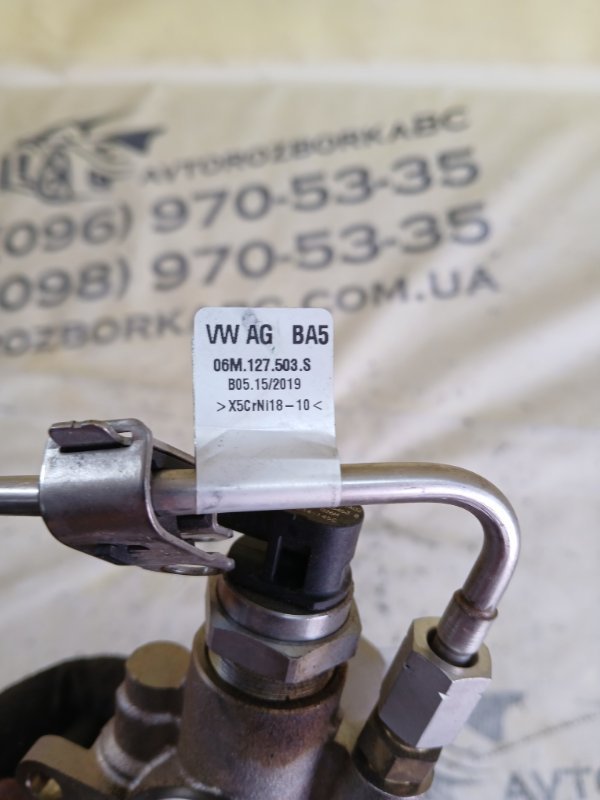 AVTOROZBORKABC
(096) 970-53-35
(098) 970-53-35
ROZBORKABC.COM.UA
VW AG BA5
06M.127.503.S
B05.15/2019
>X5CrNi18-10<